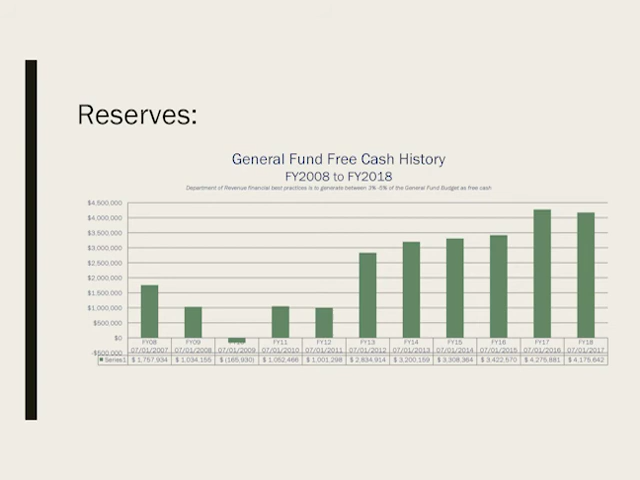 Reserves:
General Fund Free Cash History
FY2008 to FY2018
Department of Revenue financial best practices is to generate between 3% -5% of the General Fund Budget as free cash
$4,500,000
$4,000,000
$3,500,000
$3,000,000
$2,500,000
$2,000,000
$1,500,000
$1,000,000
$500,000
$0
-$500,000
FY08 FY09 FY11 FY12 FY13 FY14 FY15 FY16 FY17 FY18
07/01/2007 07/01/2008 07/01/2009 07/01/2010 07/01/2011 07/01/2012 07/01/2013 07/01/2014 07/01/2015 07/01/2016 07/01/2017
Series1 $ 1,757,934 $ 1,034,155 $ (165,930) $ 1,052,466 $ 1,001,298 $ 2,834,914 $ 3,200,159 $ 3,308,364 $ 3,422,570 $ 4,275,881 $ 4,175,642